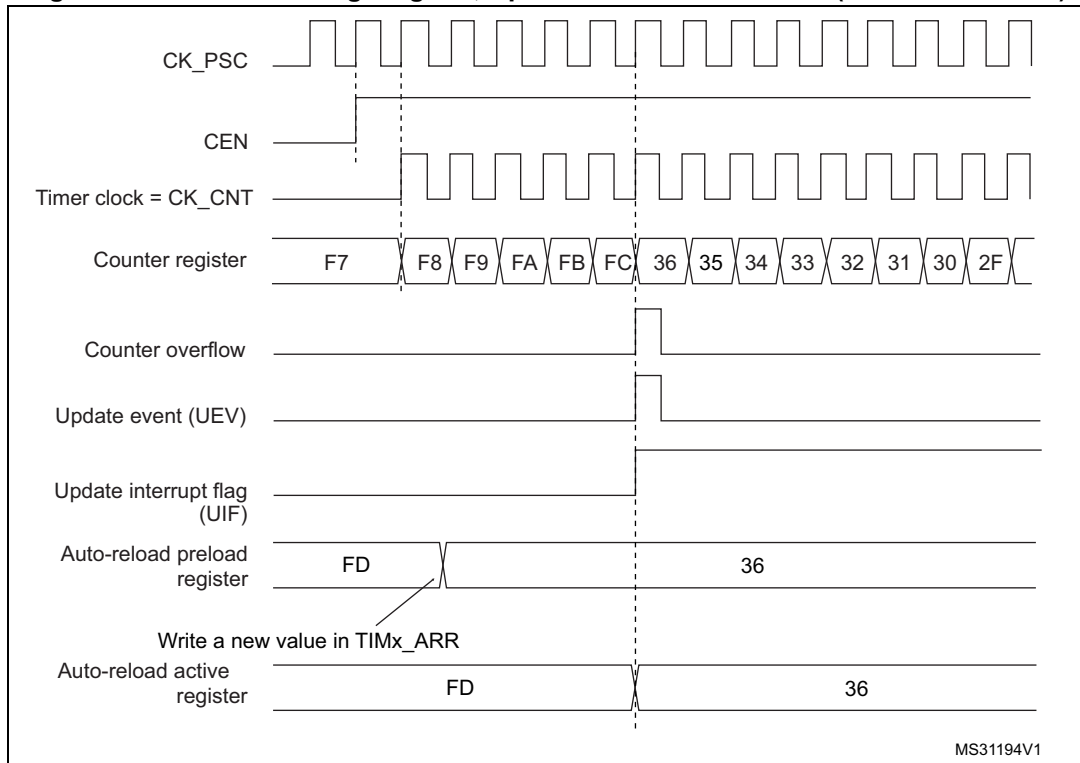 CK_PSC
CEN
Timer clock = CK_CNT
Counter register
F7 F8 F9 FA FB FC 36 35 34 33 32 31 30 2F
Counter overflow
Update event (UEV)
Update interrupt flag
(UIF)
Auto-reload preload
register
FD 36
Write a new value in TIMx_ARR
Auto-reload active
register
FD 36
MS31194V1